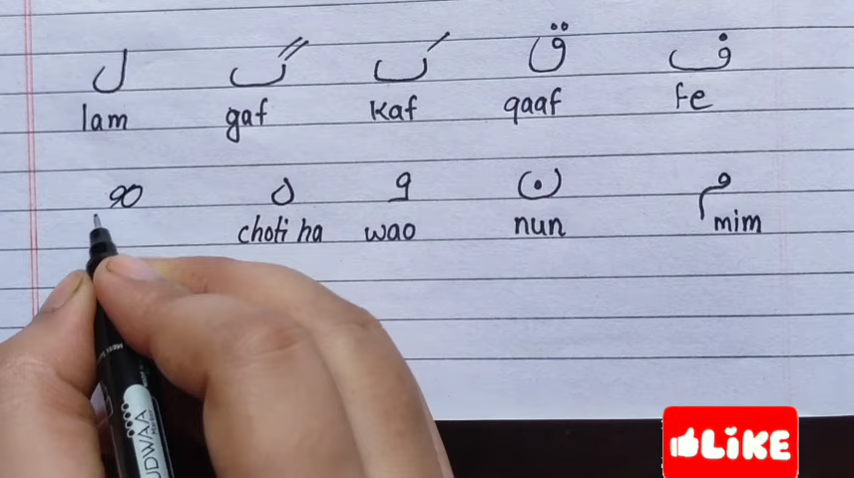 ف ق ک گ ل
fe qaaf kaf gaf lam
م ن و ہ ھ
mim nun wao choti ha
LIKE